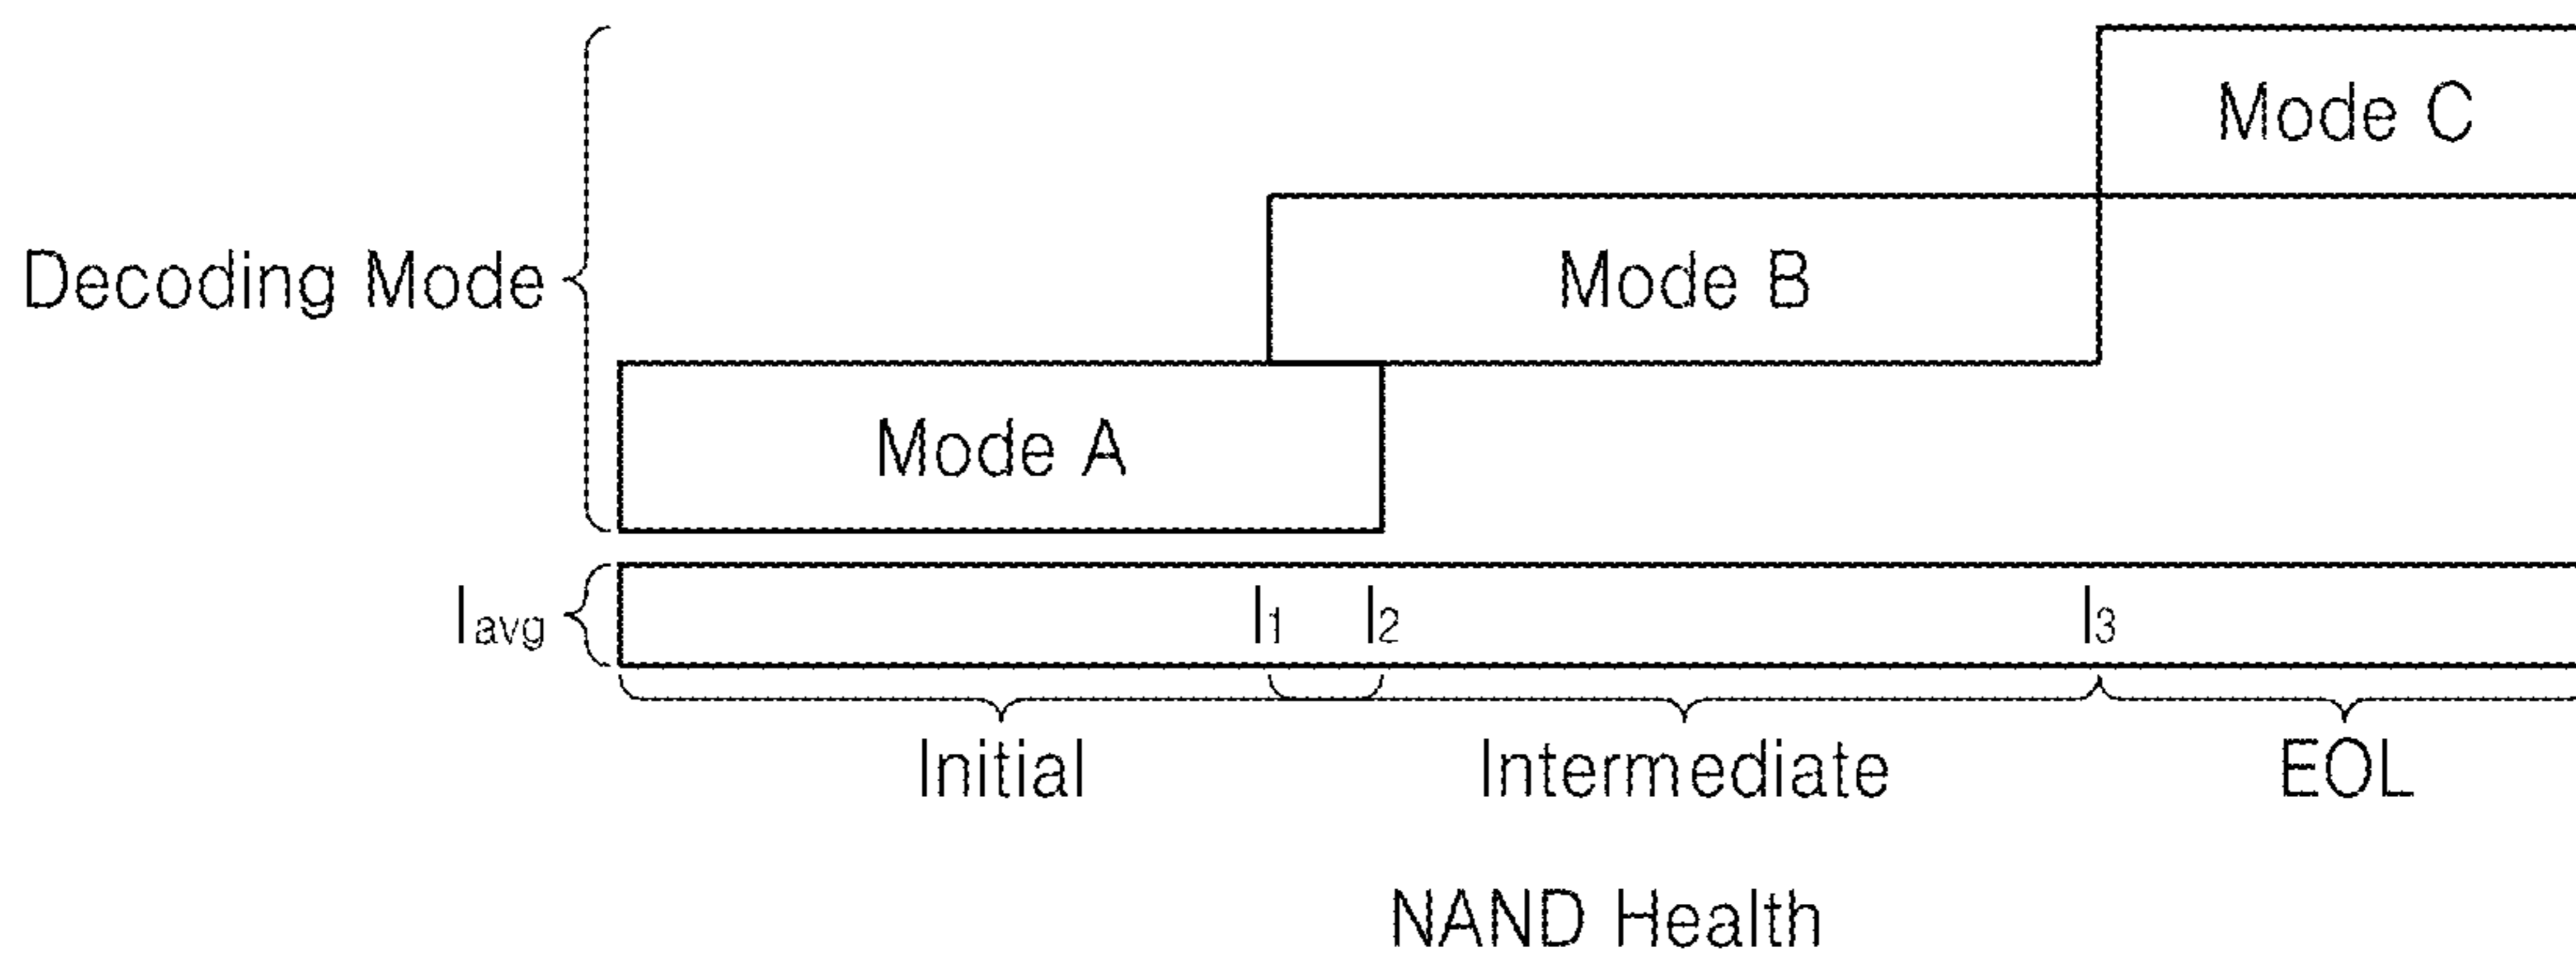 Mode C
Decoding Mode
Mode B
Mode A
Iavg
I1
I2
I3
Initial
Intermediate
EOL
NAND Health